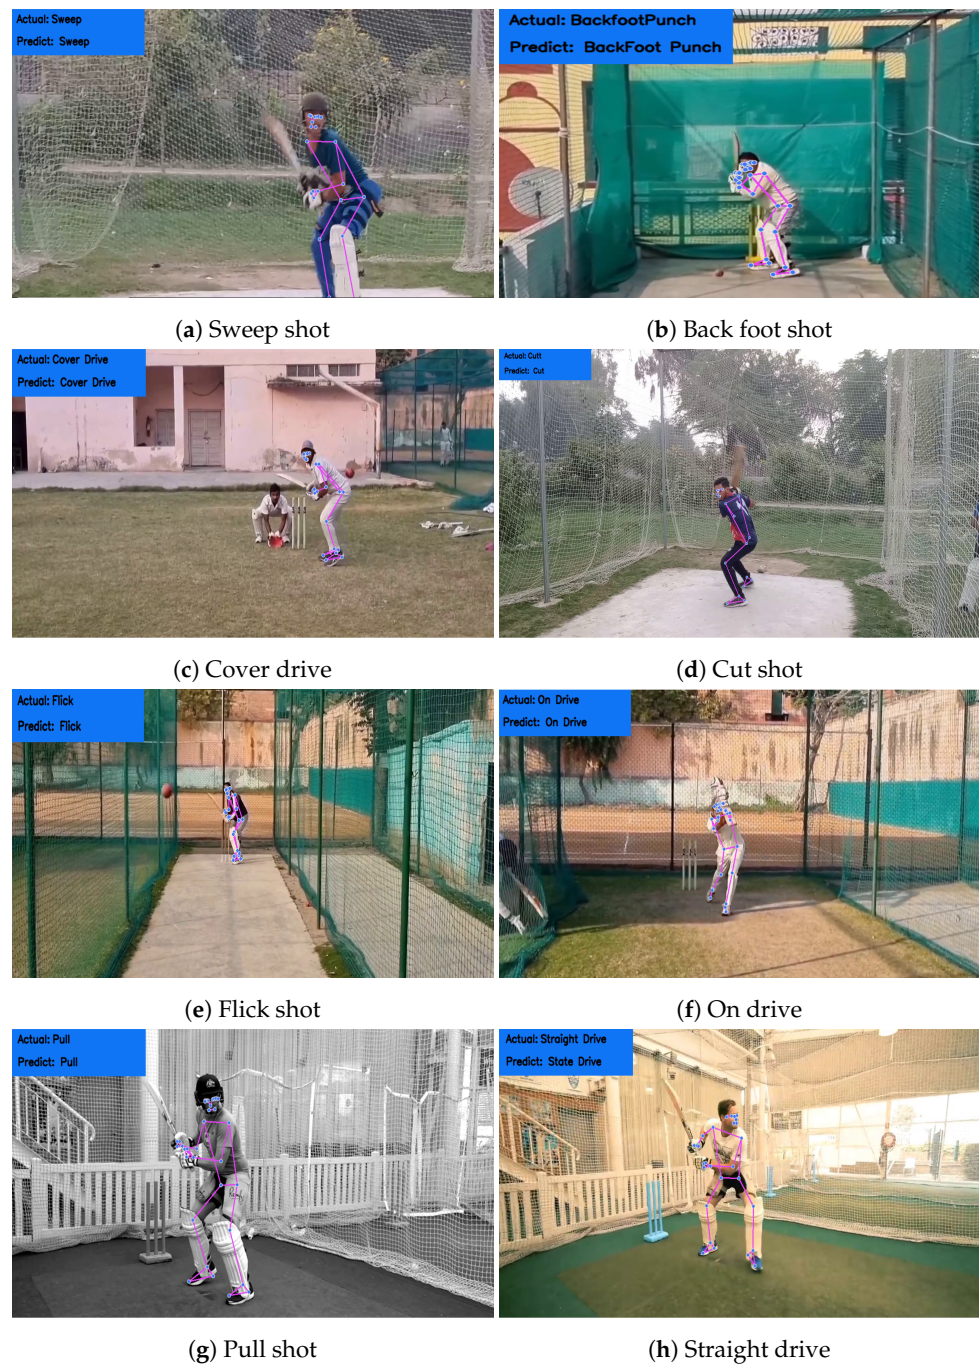 Actual: Sweep
Predict: Sweep
Actual: BackfootPunch
Predict: BackFoot Punch
(a) Sweep shot
(b) Back foot shot
Actual: Cover Drive
Predict: Cover Drive
Actual: Cutt
Predict: Cut
(c) Cover drive
(d) Cut shot
Actual: Flick
Predict: Flick
Actual: On Drive
Predict: On Drive
(e) Flick shot
(f) On drive
Actual: Pull
Predict: Pull
Actual: Straight Drive
Predict: State Drive
(g) Pull shot
(h) Straight drive